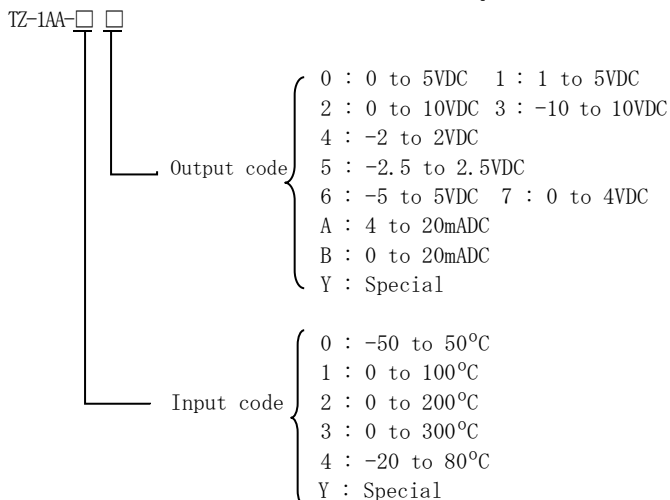 TZ-1AA-□ □
0 : 0 to 5VDC 1 : 1 to 5VDC
2 : 0 to 10VDC 3 : -10 to 10VDC
4 : -2 to 2VDC
Output code
5 : -2.5 to 2.5VDC
6 : -5 to 5VDC 7 : 0 to 4VDC
A : 4 to 20mADC
B : 0 to 20mADC
Y : Special
0 : -50 to 50°C
1 : 0 to 100°C
Input code
2 : 0 to 200°C
3 : 0 to 300°C
4 : -20 to 80°C
Y : Special